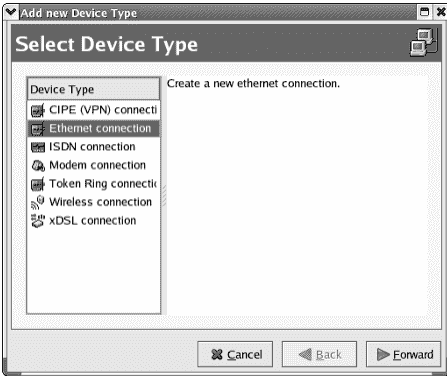 Add new Device Type
Select Device Type
Device Type
CIPE (VPN) connecti
Ethernet connection
ISDN connection
Modem connection
Token Ring connectic
Wireless connection
xDSL connection
Create a new ethernet connection.
Cancel
Back
Forward